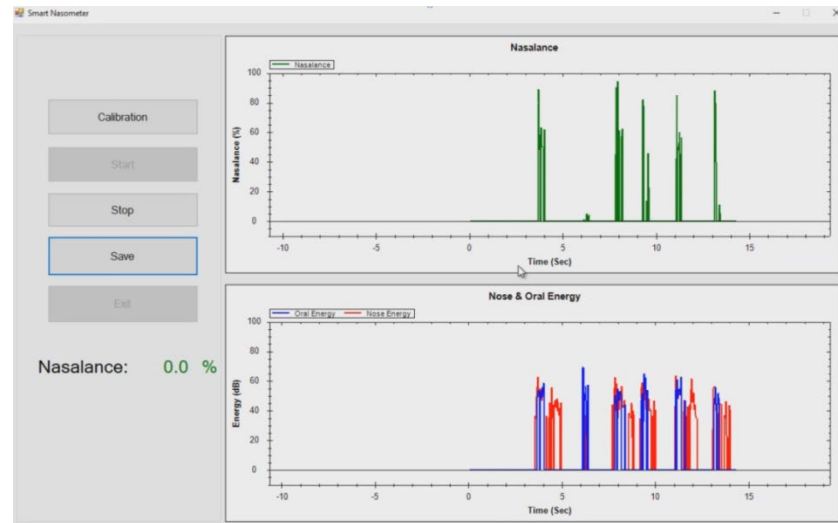 Smart Nasometer
Calibration
Start
Stop
Save
Exit
Nasalance: 0.0 %
Nasalance
Nasalance
100
80
60
40
20
0
Nasalance (%)
-10 -5 0 5 10 15
Time (Sec)
Nose & Oral Energy
Oral Energy Nose Energy
100
80
60
40
20
0
Energy (dB)
-10 -5 0 5 10 15
Time (Sec)